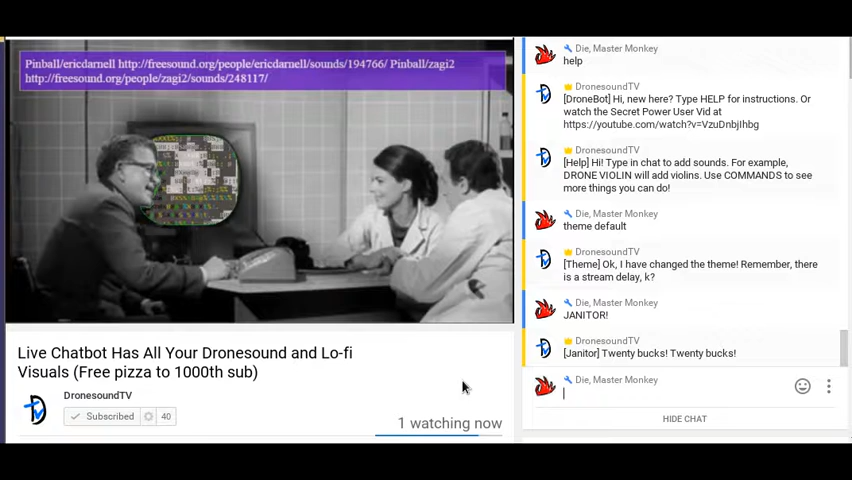 Pinball/ericdarnell http://freesound.org/people/ericdarnell/sounds/194766/ Pinball/zagi2
http://freesound.org/people/zagi2/sounds/248117/
Live Chatbot Has All Your Dronesound and Lo-fi
Visuals (Free pizza to 1000th sub)
DronesoundTV
Subscribed 40
1 watching now
Die, Master Monkey
help
DronesoundTV
[DroneBot] Hi, new here? Type HELP for instructions. Or
watch the Secret Power User Vid at
https://youtube.com/watch?v=VzuDnbjIhbg
DronesoundTV
[Help] Hi! Type in chat to add sounds. For example,
DRONE VIOLIN will add violins. Use COMMANDS to see
more things you can do!
Die, Master Monkey
theme default
DronesoundTV
[Theme] Ok, I have changed the theme! Remember, there
is a stream delay, k?
Die, Master Monkey
JANITOR!
DronesoundTV
[Janitor] Twenty bucks! Twenty bucks!
Die, Master Monkey
HIDE CHAT